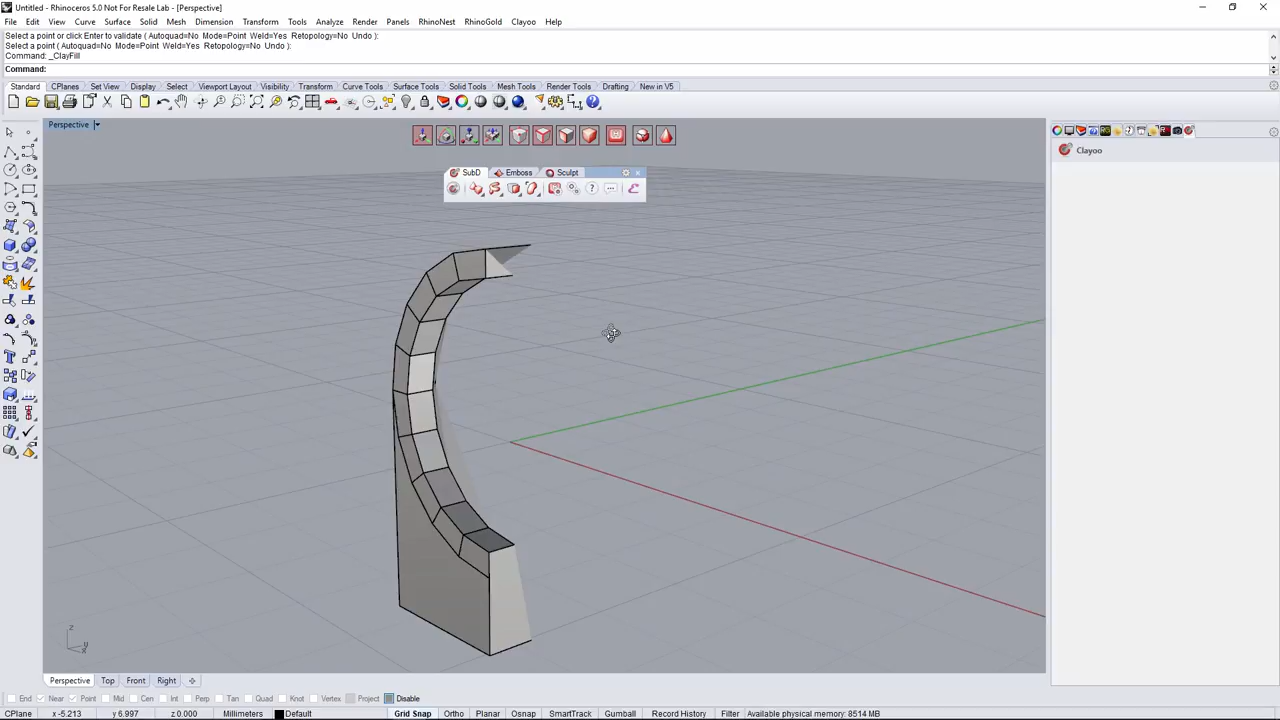 Untitled - Rhinoceros 5.0 Not For Resale Lab - [Perspective]
File Edit View Curve Surface Solid Mesh Dimension Transform Tools Analyze Render Panels RhinoNest RhinoGold Clayoo Help
Select a point or click Enter to validate ( Autoquad=No Mode=Point Weld=Yes Retopology=No Undo ):
Select a point ( Autoquad=No Mode=Point Weld=Yes Retopology=No Undo ):
Command: _ClayFill
Command:
Standard CPlanes Set View Display Select Viewport Layout Visibility Transform Curve Tools Surface Tools Solid Tools Mesh Tools Render Tools Drafting New in V5
Perspective
Clayoo
SubD Emboss Sculpt
z
y
x
Perspective Top Front Right
End Near Point Mid Cen Int Perp Tan Quad Knot Vertex Project Disable
CPlane x -5.213 y 6.997 z 0.000 Millimeters Default Grid Snap Ortho Planar Osnap SmartTrack Gumball Record History Filter Available physical memory: 8514 MB